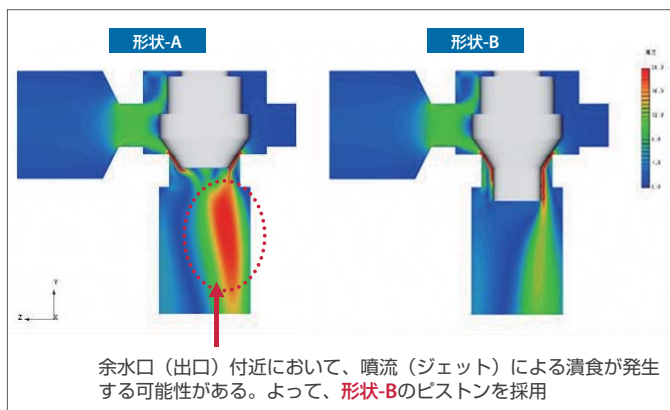 形状-A
形状-B
Y
Z
X
余水口（出口）付近において、噴流（ジェット）による潰食が発生
する可能性がある。よって、形状-Bのピストンを採用